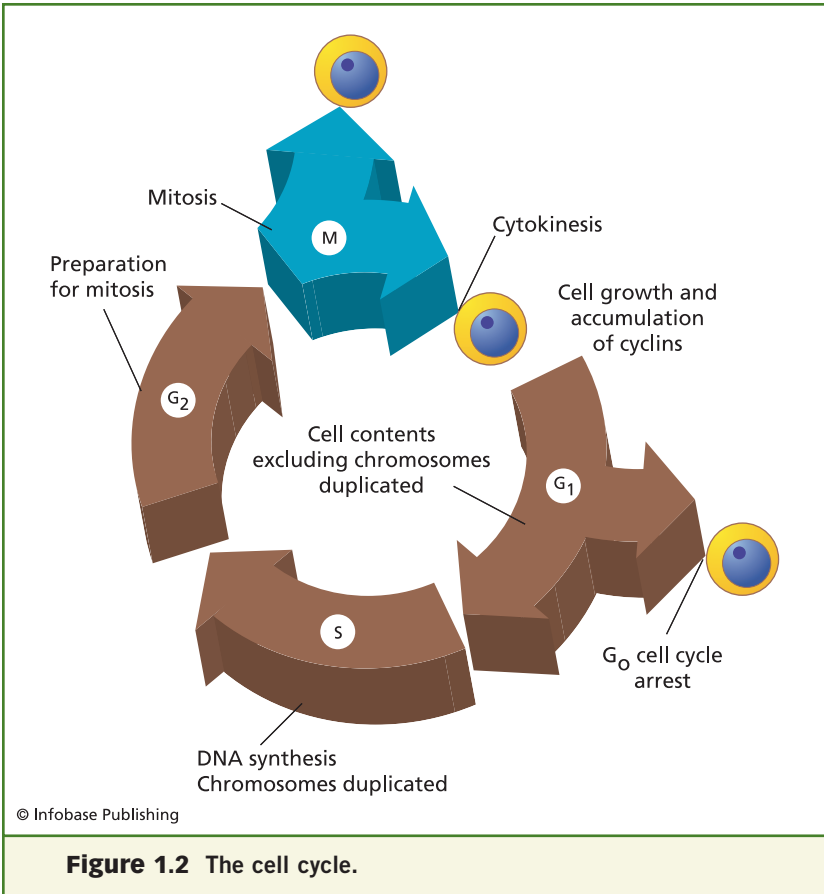 Mitosis
M
Cytokinesis
Preparation
for mitosis
Cell growth and
accumulation
of cyclins
G2
Cell contents
excluding chromosomes
duplicated
G1
S
Go cell cycle
arrest
DNA synthesis
Chromosomes duplicated
© Infobase Publishing
Figure 1.2 The cell cycle.